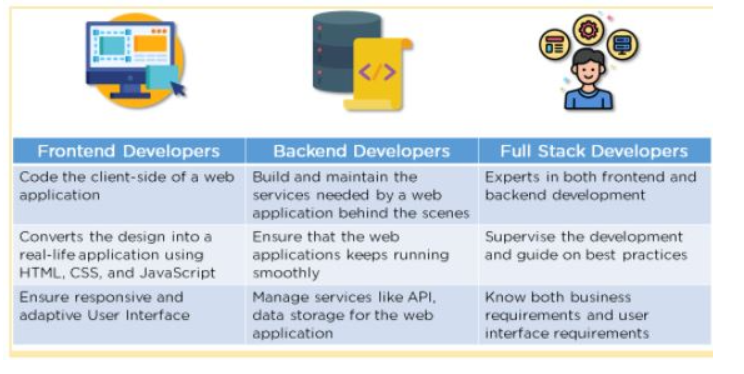 </>
Frontend Developers
Backend Developers
Full Stack Developers
Code the client-side of a web
application
Build and maintain the
services needed by a web
application behind the scenes
Experts in both frontend and
backend development
Converts the design into a
real-life application using
HTML, CSS, and JavaScript
Ensure that the web
applications keeps running
smoothly
Supervise the development
and guide on best practices
Ensure responsive and
adaptive User Interface
Manage services like API,
data storage for the web
application
Know both business
requirements and user
interface requirements